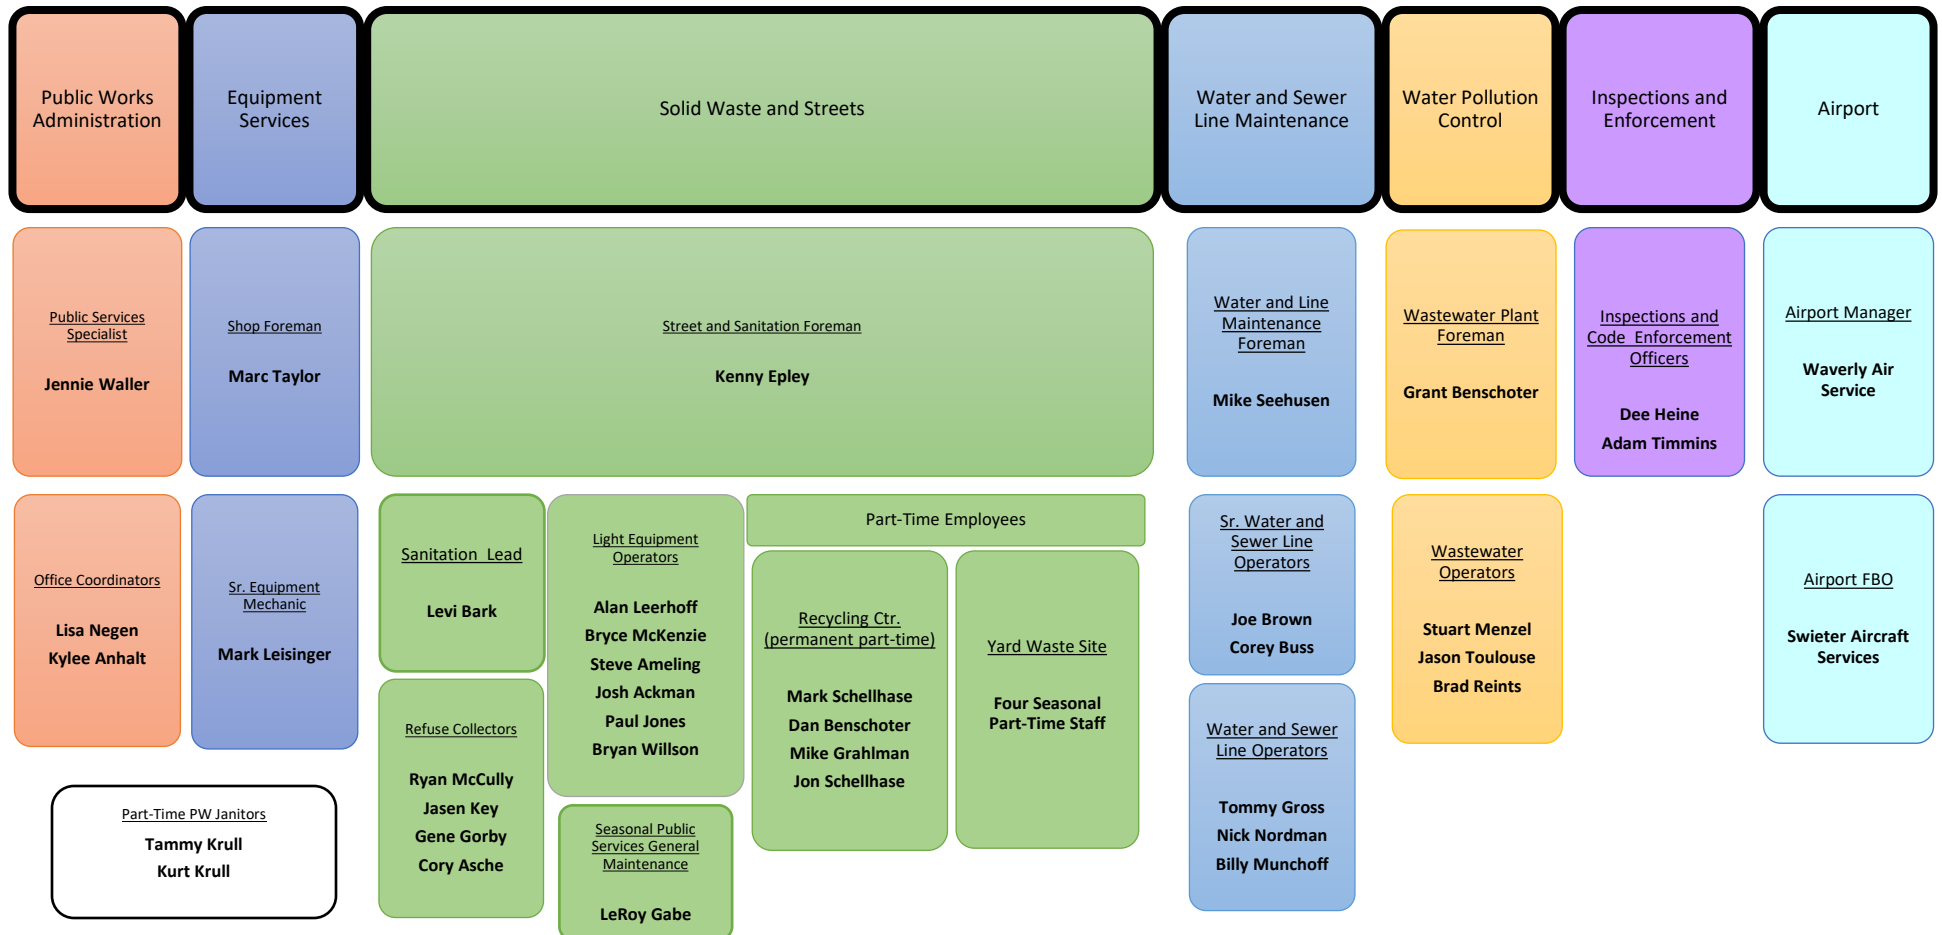 Public Works
Administration
Equipment
Services
Solid Waste and Streets
Water and Sewer
Line Maintenance
Water Pollution
Control
Inspections and
Enforcement
Airport
Public Services
Specialist
Jennie Waller
Shop Foreman
Marc Taylor
Street and Sanitation Foreman
Kenny Epley
Water and Line
Maintenance
Foreman
Mike Seehusen
Wastewater Plant
Foreman
Grant Benschoter
Inspections and
Code Enforcement
Officers
Dee Heine
Adam Timmins
Airport Manager
Waverly Air
Service
Office Coordinators
Lisa Negen
Kylee Anhalt
Sr. Equipment
Mechanic
Mark Leisinger
Sanitation Lead
Levi Bark
Refuse Collectors
Ryan McCully
Jasen Key
Gene Gorby
Cory Asche
Light Equipment
Operators
Alan Leerhoff
Bryce McKenzie
Steve Ameling
Josh Ackman
Paul Jones
Bryan Willson
Seasonal Public
Services General
Maintenance
LeRoy Gabe
Part-Time Employees
Recycling Ctr.
(permanent part-time)
Mark Schellhase
Dan Benschoter
Mike Grahlman
Jon Schellhase
Yard Waste Site
Four Seasonal
Part-Time Staff
Sr. Water and
Sewer Line
Operators
Joe Brown
Corey Buss
Water and Sewer
Line Operators
Tommy Gross
Nick Nordman
Billy Munchoff
Wastewater
Operators
Stuart Menzel
Jason Toulouse
Brad Reints
Airport FBO
Swieter Aircraft
Services
Part-Time PW Janitors
Tammy Krull
Kurt Krull